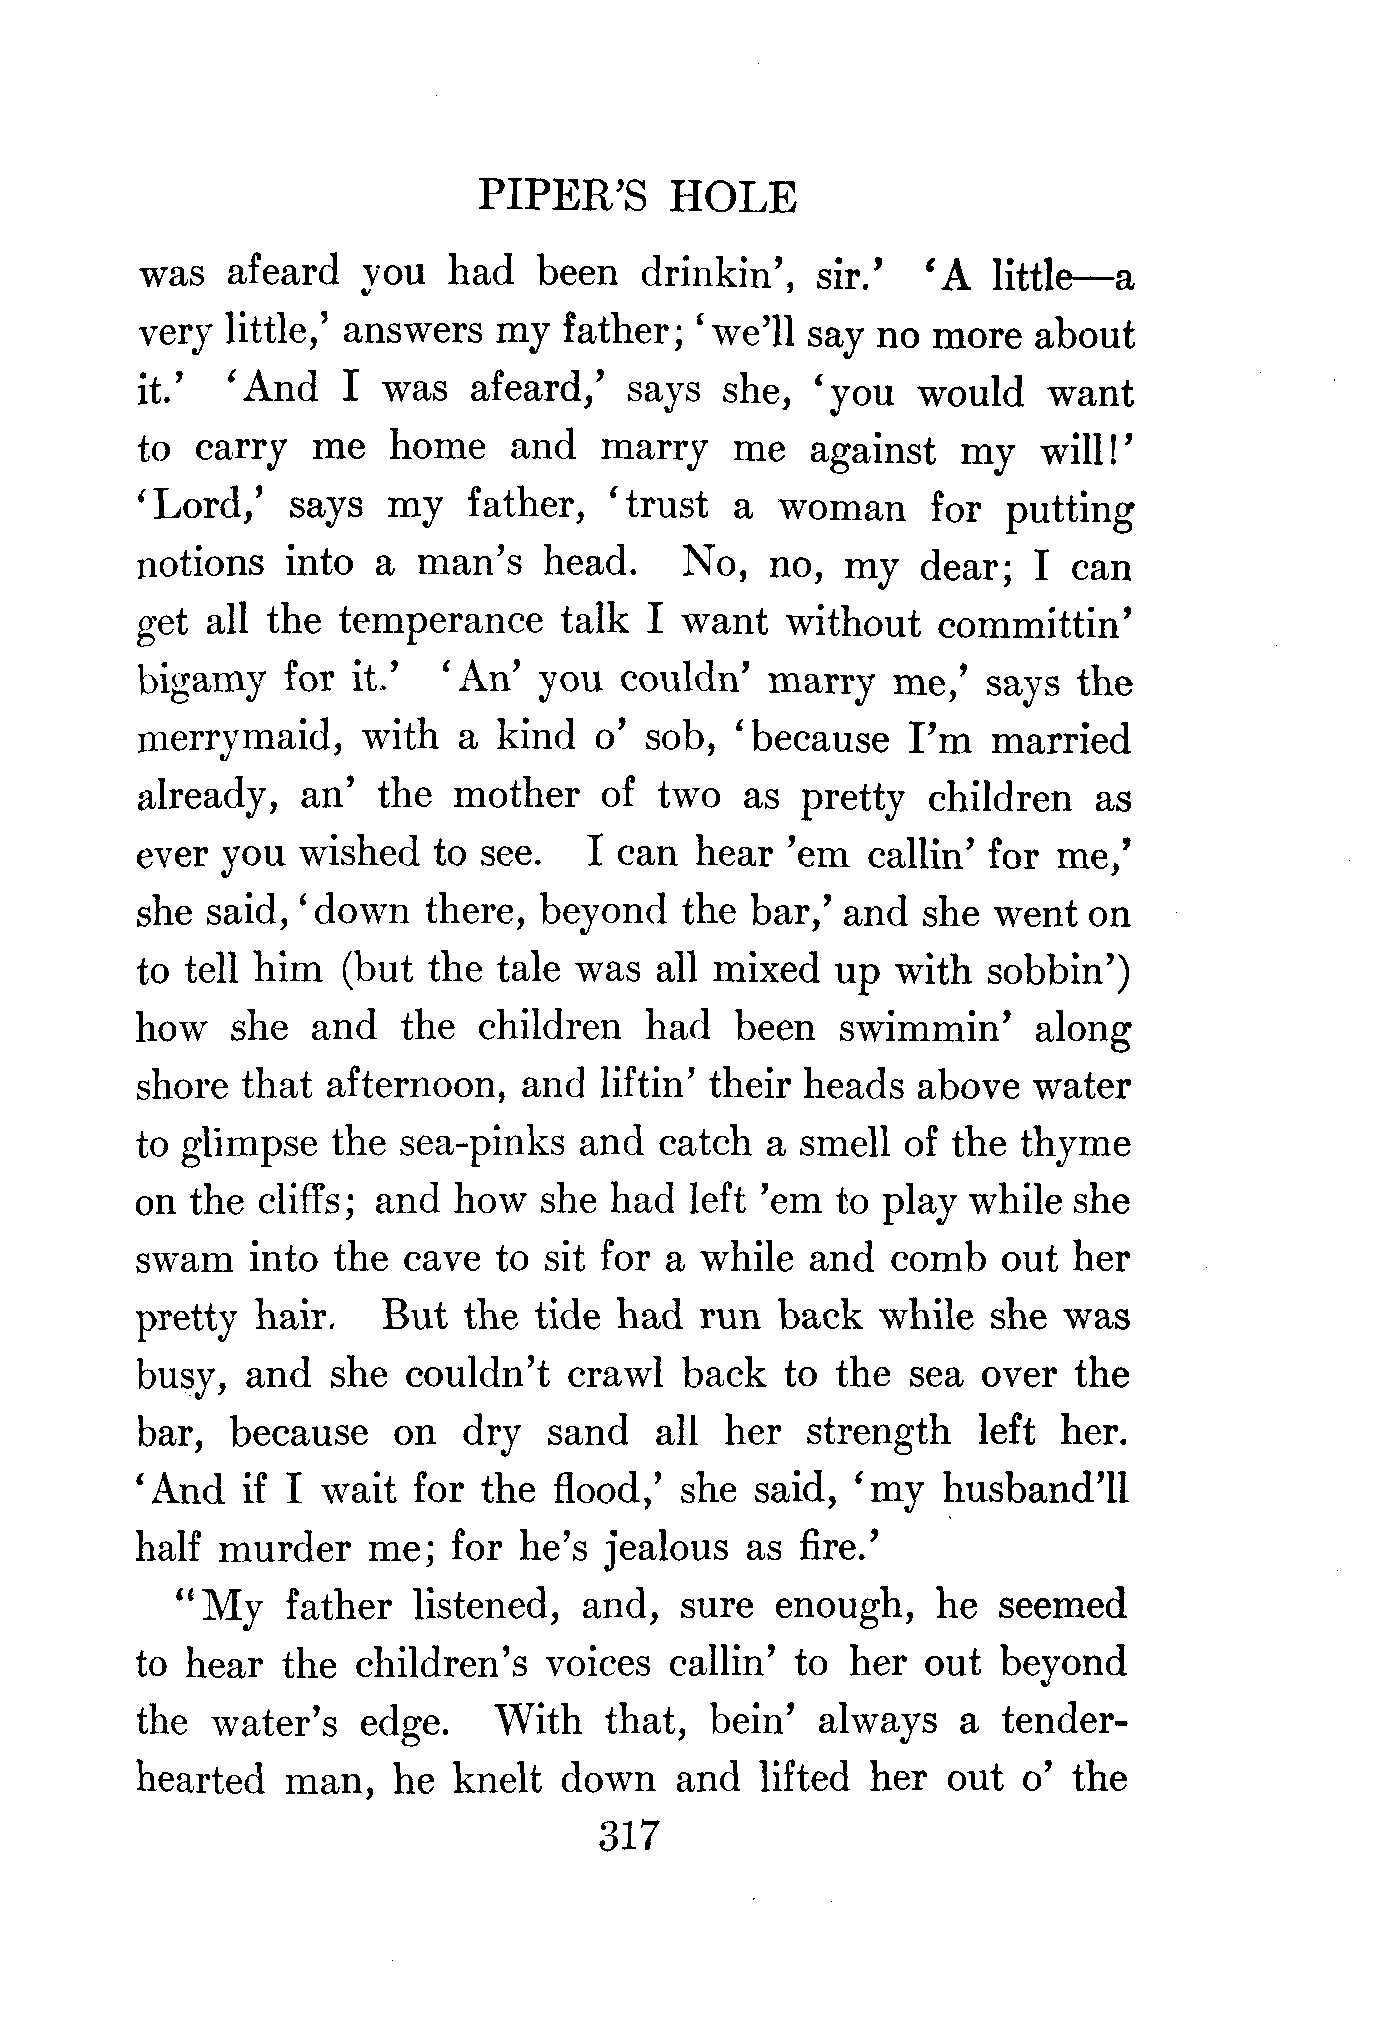 PIPER'S HOLE
was afeard you had been drinkin', sir.' 'A little—a
very little,' answers my father; 'we'll say no more about
it.' 'And I was afeard,' says she, 'you would want
to carry me home and marry me against my will!'
'Lord,' says my father, 'trust a woman for putting
notions into a man's head. No, no, my dear; I can
get all the temperance talk I want without committin'
bigamy for it.' 'An' you couldn' marry me,' says the
merrymaid, with a kind o' sob, 'because I'm married
already, an' the mother of two as pretty children as
ever you wished to see. I can hear 'em callin' for me,'
she said, 'down there, beyond the bar,' and she went on
to tell him (but the tale was all mixed up with sobbin')
how she and the children had been swimmin' along
shore that afternoon, and liftin' their heads above water
to glimpse the sea-pinks and catch a smell of the thyme
on the cliffs; and how she had left 'em to play while she
swam into the cave to sit for a while and comb out her
pretty hair. But the tide had run back while she was
busy, and she couldn't crawl back to the sea over the
bar, because on dry sand all her strength left her.
'And if I wait for the flood,' she said, 'my husband'll
half murder me; for he's jealous as fire.'
"My father listened, and, sure enough, he seemed
to hear the children's voices callin' to her out beyond
the water's edge. With that, bein' always a tender-
hearted man, he knelt down and lifted her out o' the
317